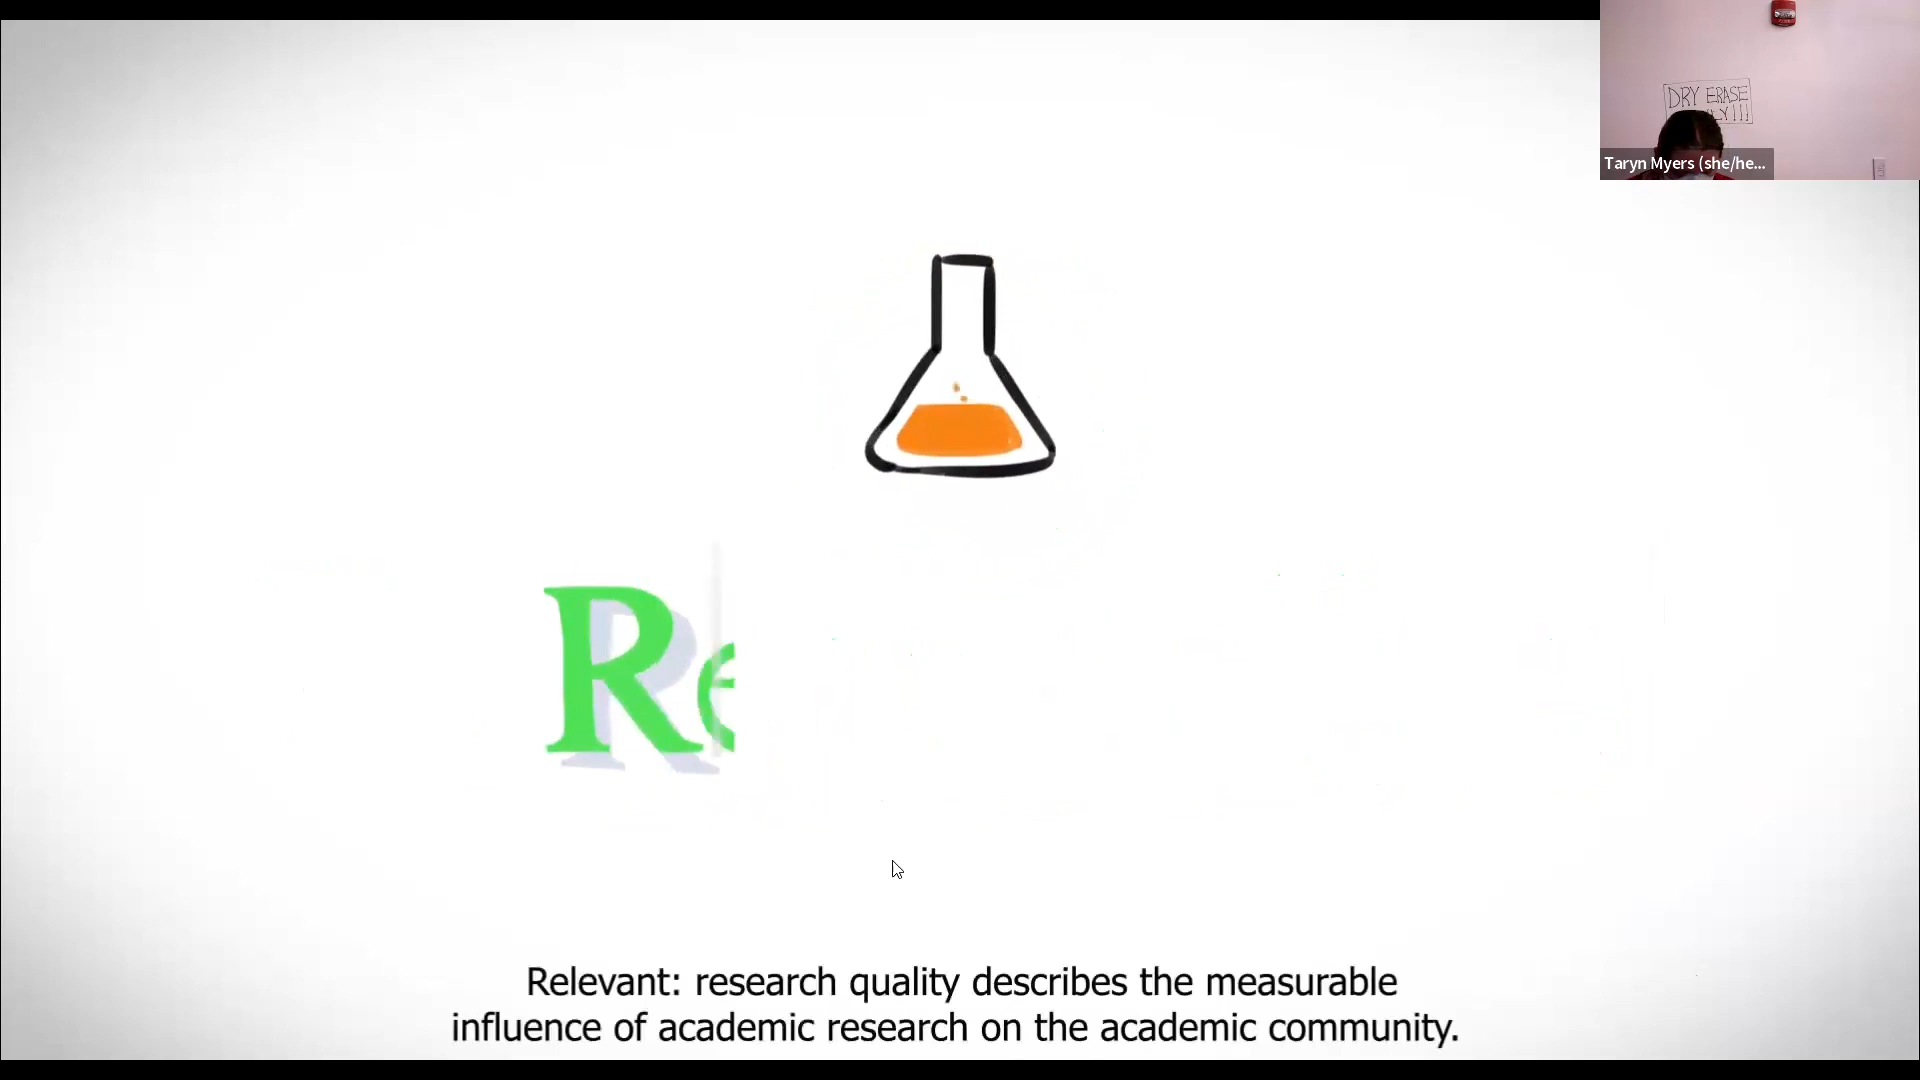 DRY ERASE
LY!!!
Taryn Myers (she/he...
Re
Relevant: research quality describes the measurable
influence of academic research on the academic community.